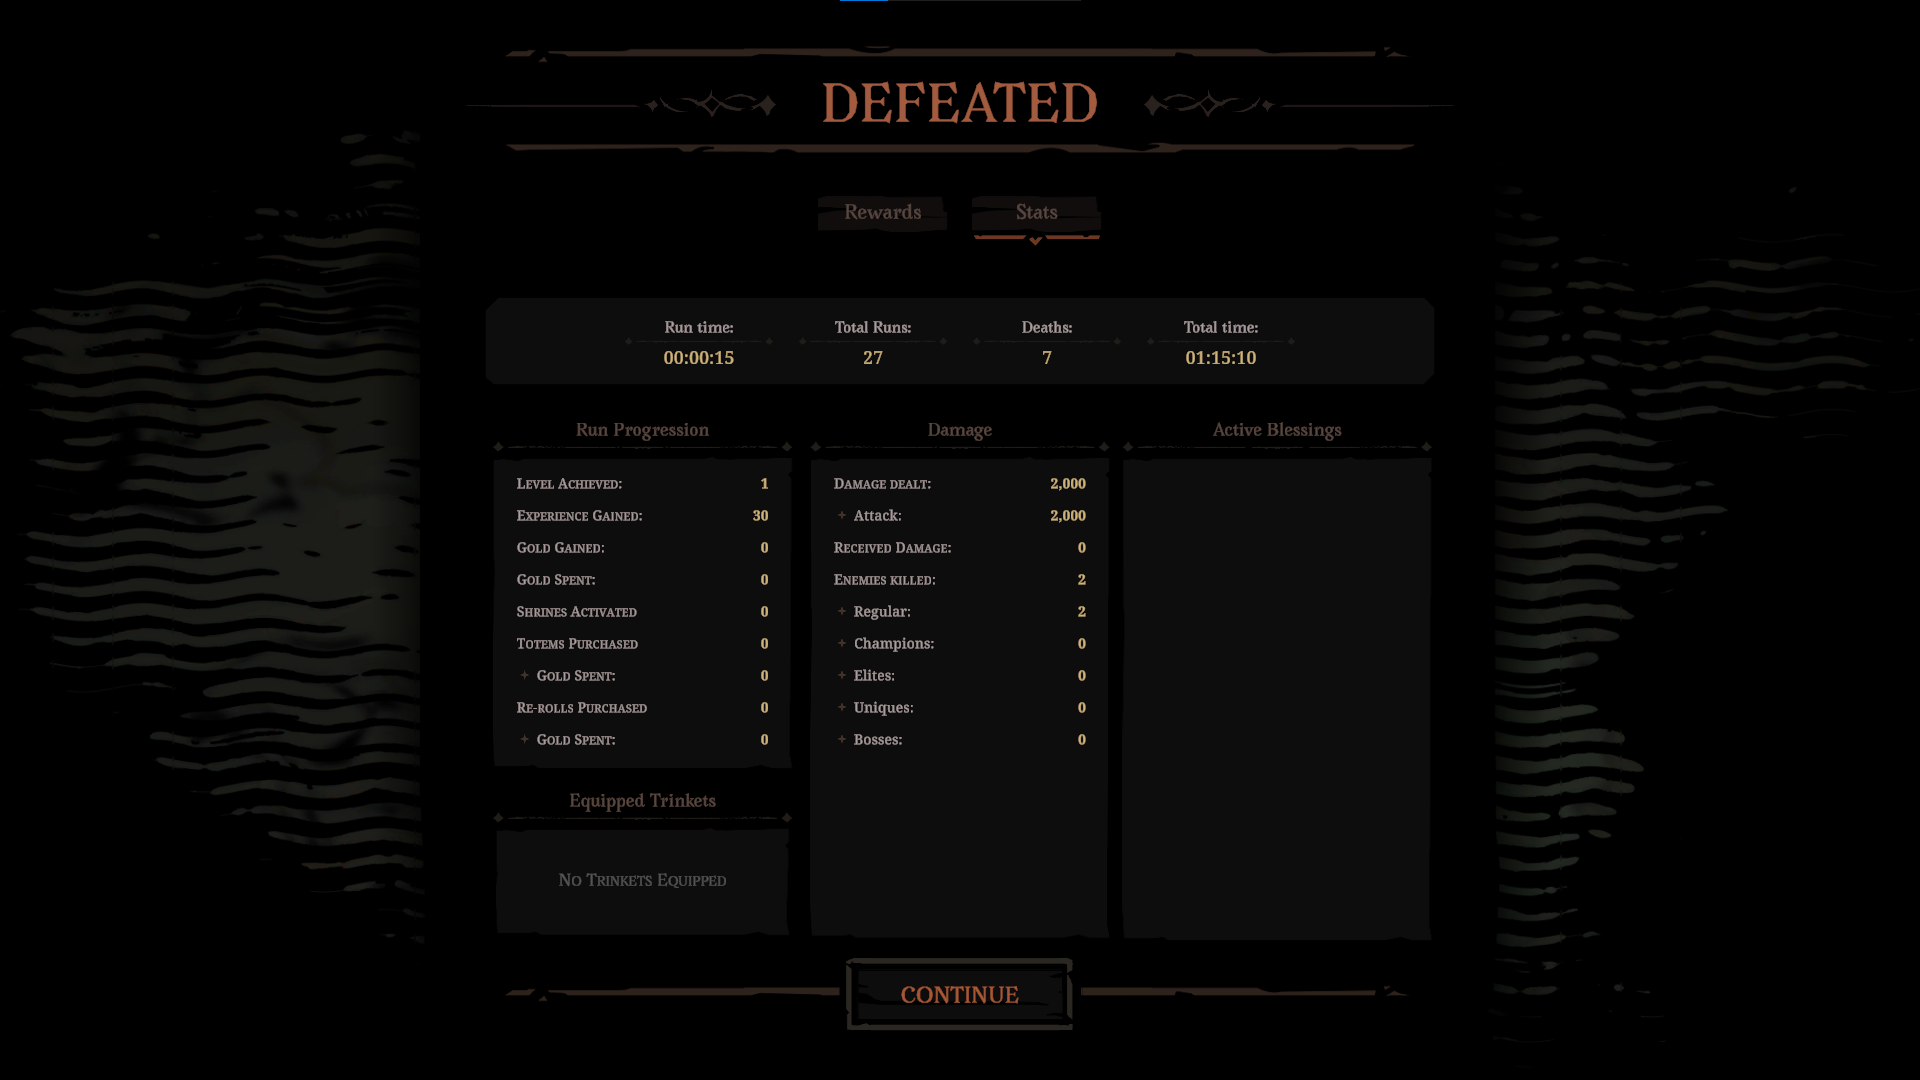 DEFEATED
Rewards
Stats
Run time:
00:00:15
Total Runs:
27
Deaths:
7
Total time:
01:15:10
Run Progression
Level Achieved: 1
Experience Gained: 30
Gold Gained: 0
Gold Spent: 0
Shrines Activated 0
Totems Purchased 0
Gold Spent: 0
Re-rolls Purchased 0
Gold Spent: 0
Equipped Trinkets
No Trinkets Equipped
Damage
Damage dealt: 2,000
Attack: 2,000
Received Damage: 0
Enemies killed: 2
Regular: 2
Champions: 0
Elites: 0
Uniques: 0
Bosses: 0
Active Blessings
CONTINUE